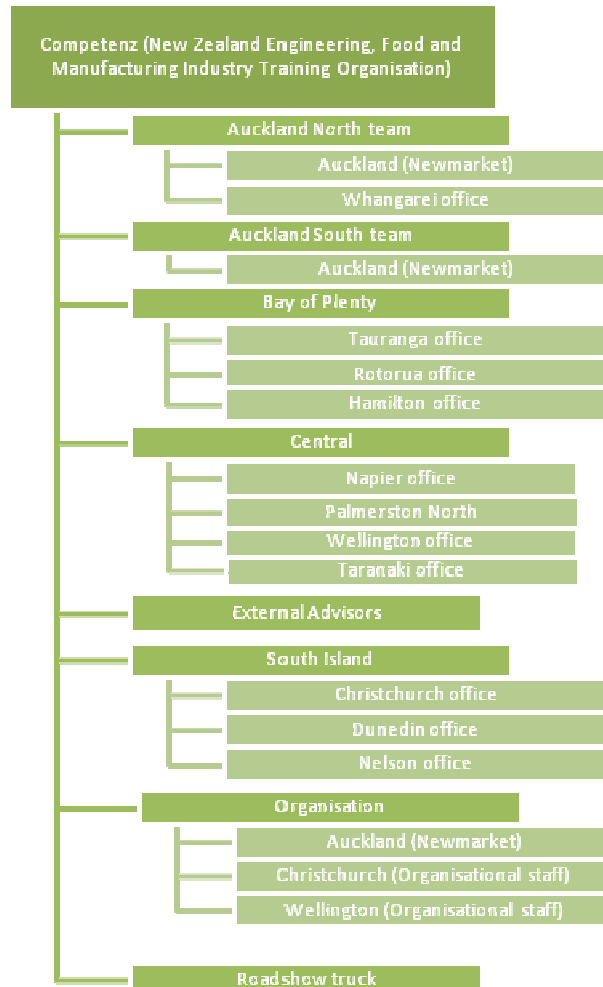 Competenz (New Zealand Engineering, Food and
Manufacturing Industry Training Organisation)
Auckland North team
Auckland (Newmarket)
Whangarei office
Auckland South team
Auckland (Newmarket)
Bay of Plenty
Tauranga office
Rotorua office
Hamilton office
Central
Napier office
Palmerston North
Wellington office
Taranaki office
External Advisors
South Island
Christchurch office
Dunedin office
Nelson office
Organisation
Auckland (Newmarket)
Christchurch (Organisational staff)
Wellington (Organisational staff)
Roadshow truck